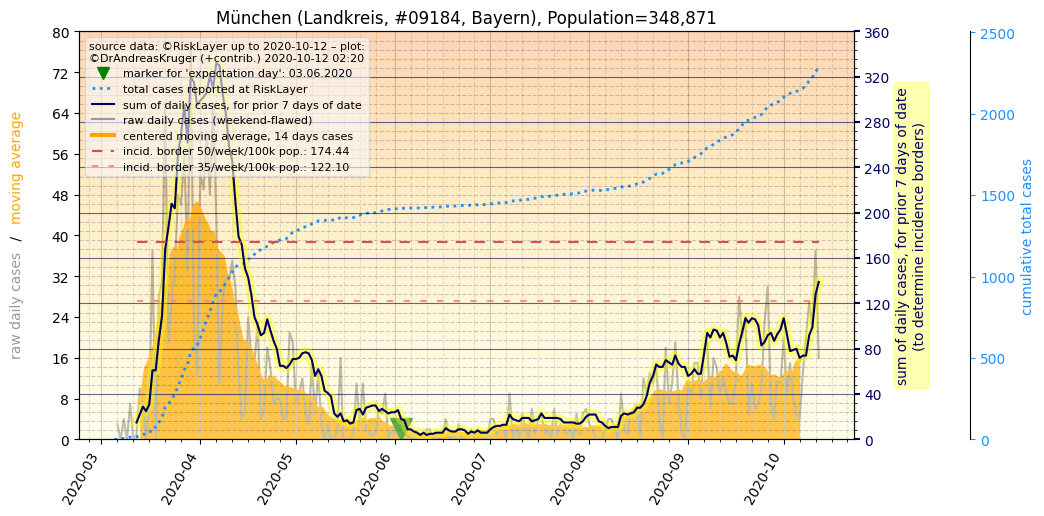 München (Landkreis, #09184, Bayern), Population=348,871
source data: ©RiskLayer up to 2020-10-12 – plot:
©DrAndreasKruger (+contrib.) 2020-10-12 02:20
marker for 'expectation day': 03.06.2020
total cases reported at RiskLayer
sum of daily cases, for prior 7 days of date
raw daily cases (weekend-flawed)
centered moving average, 14 days cases
incid. border 50/week/100k pop.: 174.44
incid. border 35/week/100k pop.: 122.10
raw daily cases / moving average
80
72
64
56
48
40
32
24
16
8
0
2020-03
2020-04
2020-05
2020-06
2020-07
2020-08
2020-09
2020-10
360
320
280
240
200
160
120
80
40
0
sum of daily cases, for prior 7 days of date
(to determine incidence borders)
2500
2000
1500
1000
500
0
cumulative total cases